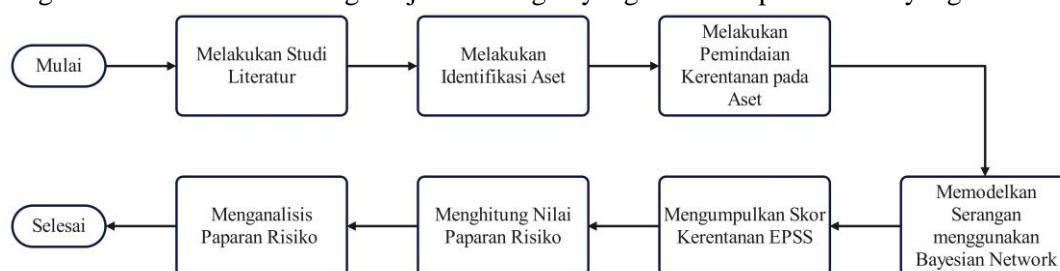 Mulai
Melakukan Studi
Literatur
Melakukan
Identifikasi Aset
Melakukan
Pemindaian
Kerentanan pada
Aset
Memodelkan
Serangan
menggunakan
Bayesian Network
Mengumpulkan Skor
Kerentanan EPSS
Menghitung Nilai
Paparan Risiko
Menganalisis
Paparan Risiko
Selesai